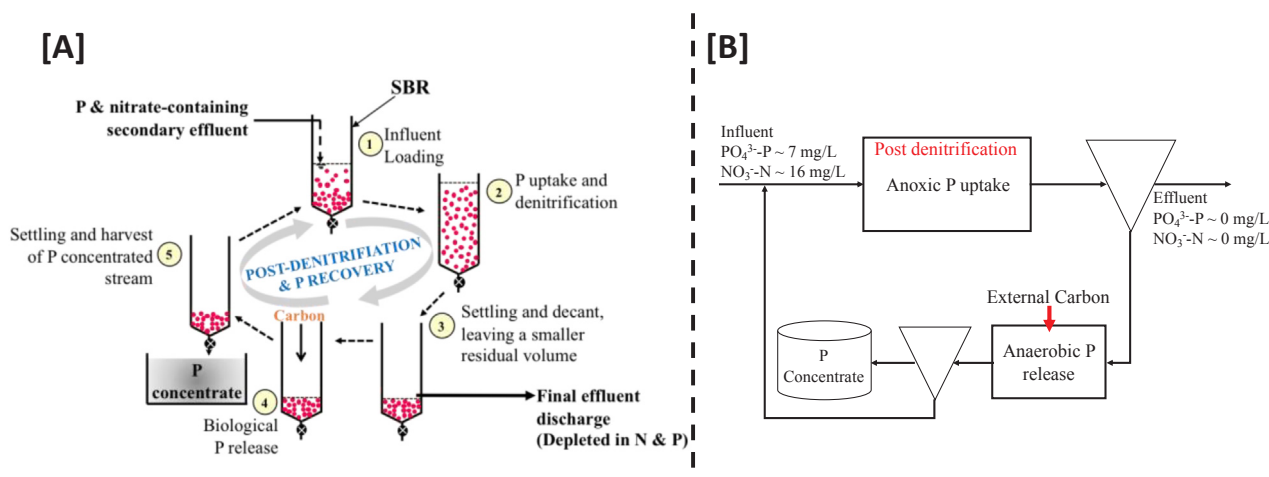 [A]
SBR
P & nitrate-containing
secondary effluent
1
Influent
Loading
2
P uptake and
denitrification
Settling and harvest
of P concentrated
stream
5
POST-DENITRIFIATION
& P RECOVERY
Carbon
3
Settling and decant,
leaving a smaller
residual volume
P
concentrate
4
Biological
P release
Final effluent
discharge
(Depleted in N & P)
[B]
Influent
PO₄³⁻-P ~ 7 mg/L
NO₃⁻-N ~ 16 mg/L
Post denitrification
Anoxic P uptake
Effluent
PO₄³⁻-P ~ 0 mg/L
NO₃⁻-N ~ 0 mg/L
External Carbon
Anaerobic P
release
P
Concentrate